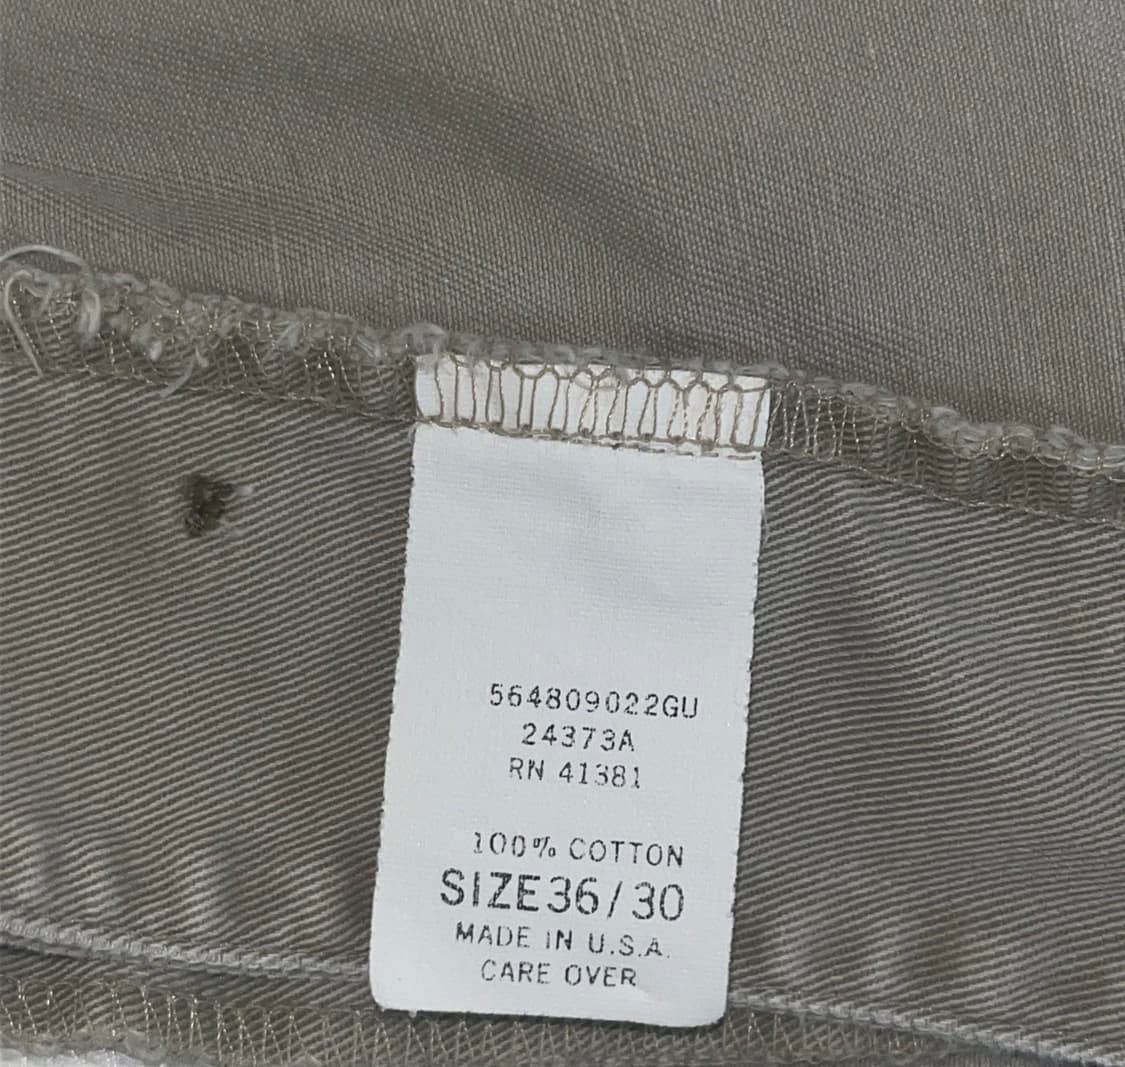 564809022GU
24373A
RN 41381
100% COTTON
SIZE 36/30
MADE IN U.S.A.
CARE OVER